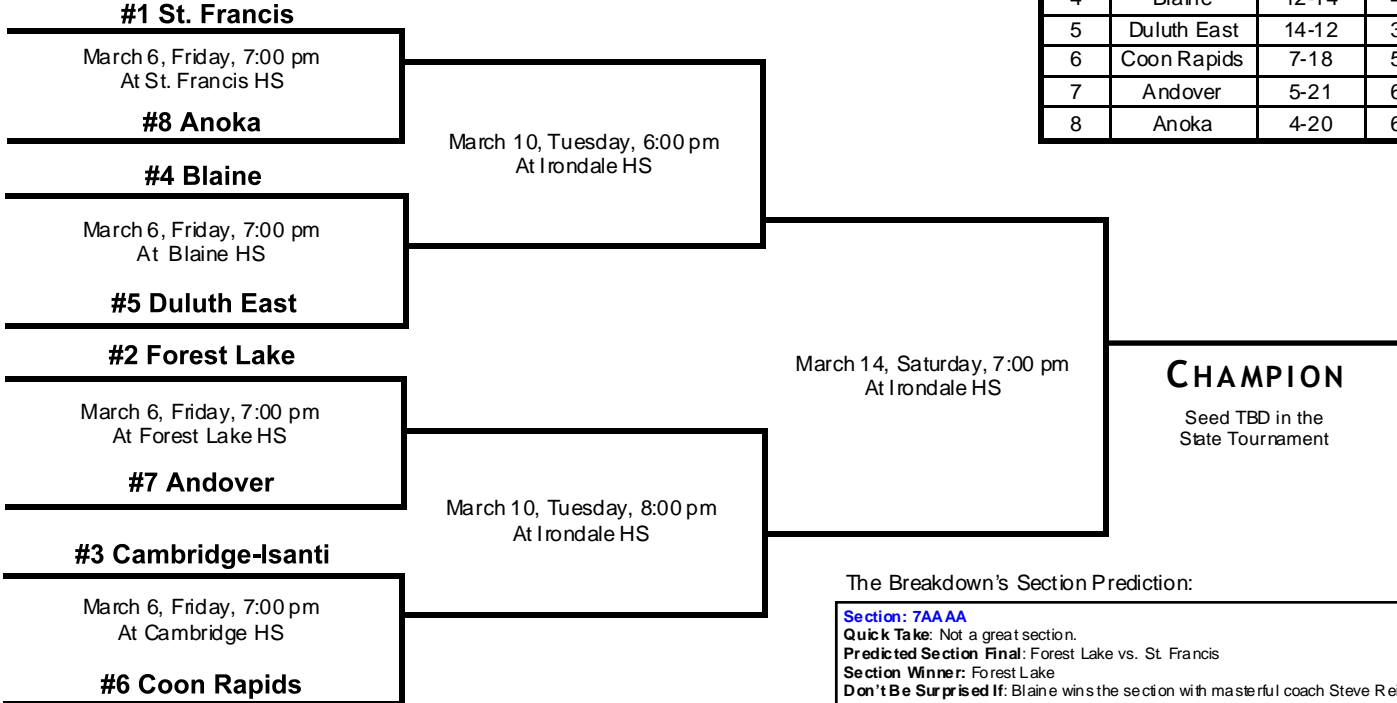 #1 St. Francis
March 6, Friday, 7:00 pm
At St. Francis HS
#8 Anoka
March 10, Tuesday, 6:00 pm
At Irondale HS
#4 Blaine
March 6, Friday, 7:00 pm
At Blaine HS
#5 Duluth East
#2 Forest Lake
March 6, Friday, 7:00 pm
At Forest Lake HS
#7 Andover
March 10, Tuesday, 8:00 pm
At Irondale HS
#3 Cambridge-Isanti
March 6, Friday, 7:00 pm
At Cambridge HS
#6 Coon Rapids
March 14, Saturday, 7:00 pm
At Irondale HS
4 Blaine 12-14
5 Duluth East 14-12
6 Coon Rapids 7-18
7 Andover 5-21
8 Anoka 4-20
CHAMPION
Seed TBD in the
State Tournament
The Breakdown's Section Prediction:
Section: 7AAAA
Quick Take: Not a great section.
Predicted Section Final: Forest Lake vs. St. Francis
Section Winner: Forest Lake
Don't Be Surprised If: Blaine wins the section with masterful coach Steve